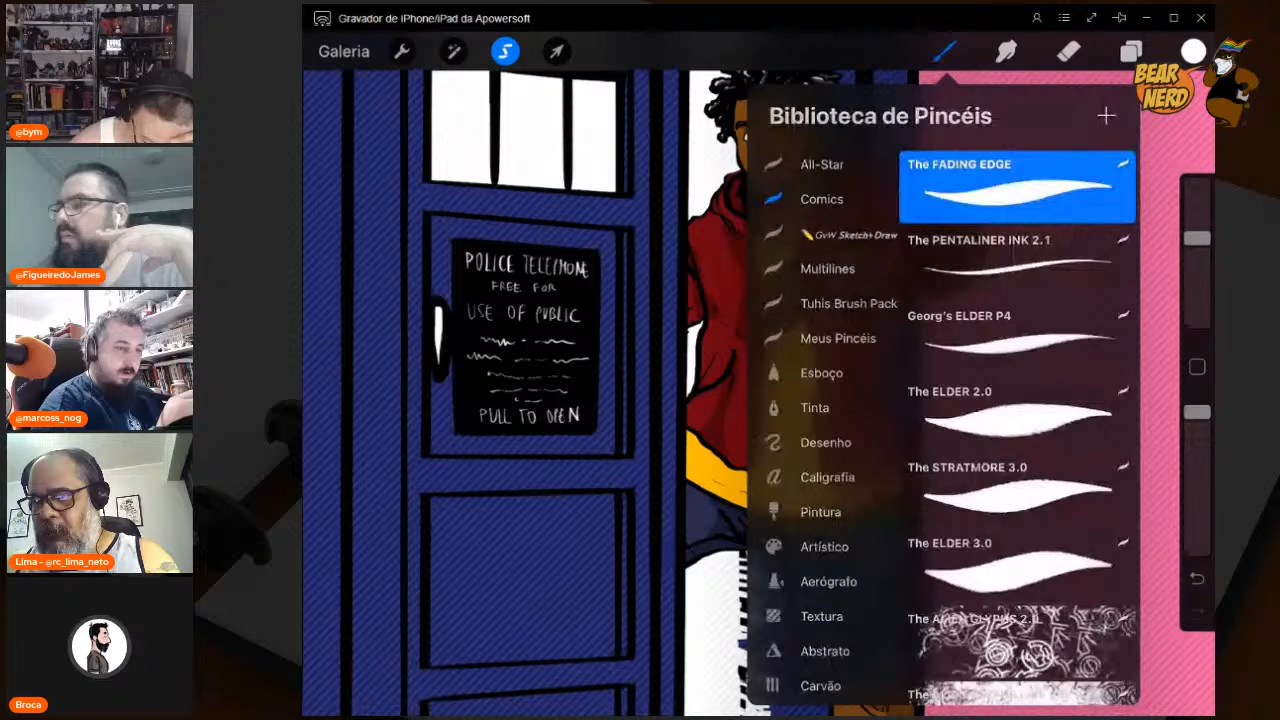 Gravador de iPhone/iPad da Apowersoft
Galeria
BEAR
NERD
@bym
@FigueiredoJames
@marcoss_nog
Lima - @rc_lima_neto
Broca
POLICE TELEPHONE
FREE FOR
USE OF PUBLIC
PULL TO OPEN
Biblioteca de Pincéis
All-Star
Comics
GvW Sketch+Draw
Multilines
Tuhis Brush Pack
Meus Pincéis
Esboço
Tinta
Desenho
Caligrafia
Pintura
Artístico
Aerógrafo
Textura
Abstrato
Carvão
The FADING EDGE
The PENTALINER INK 2.1
Georg's ELDER P4
The ELDER 2.0
The STRATMORE 3.0
The ELDER 3.0
The
The